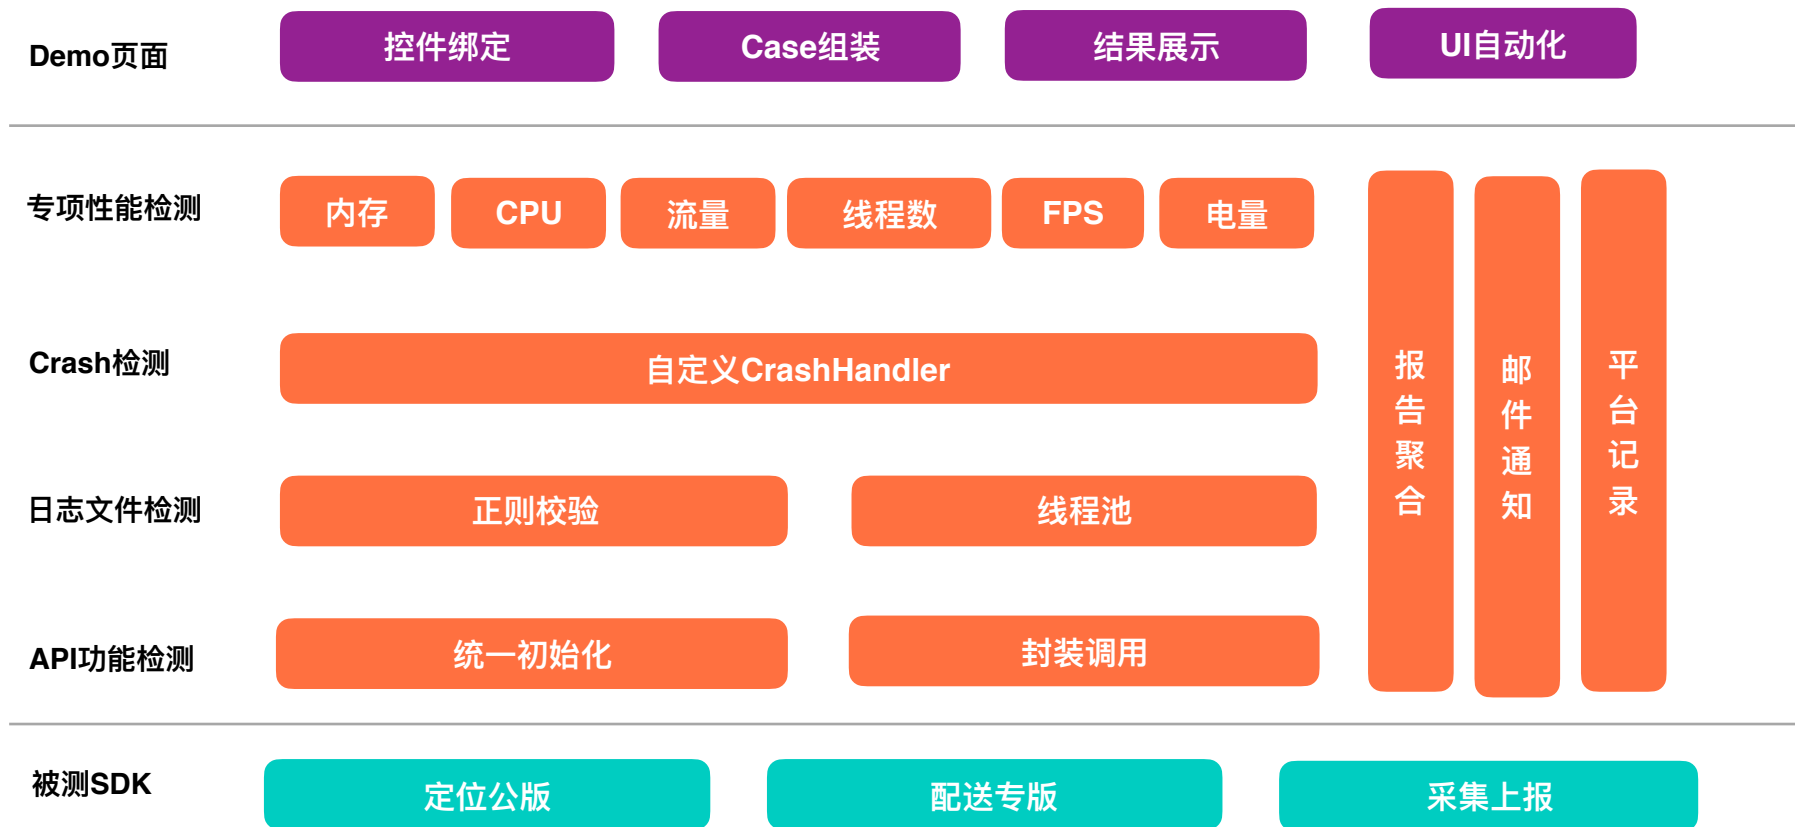 Demo页面
控件绑定
Case组装
结果展示
UI自动化
专项性能检测
内存
CPU
流量
线程数
FPS
电量
Crash检测
自定义CrashHandler
日志文件检测
正则校验
线程池
API功能检测
统一初始化
封装调用
报告聚合
邮件通知
平台记录
被测SDK
定位公版
配送专版
采集上报